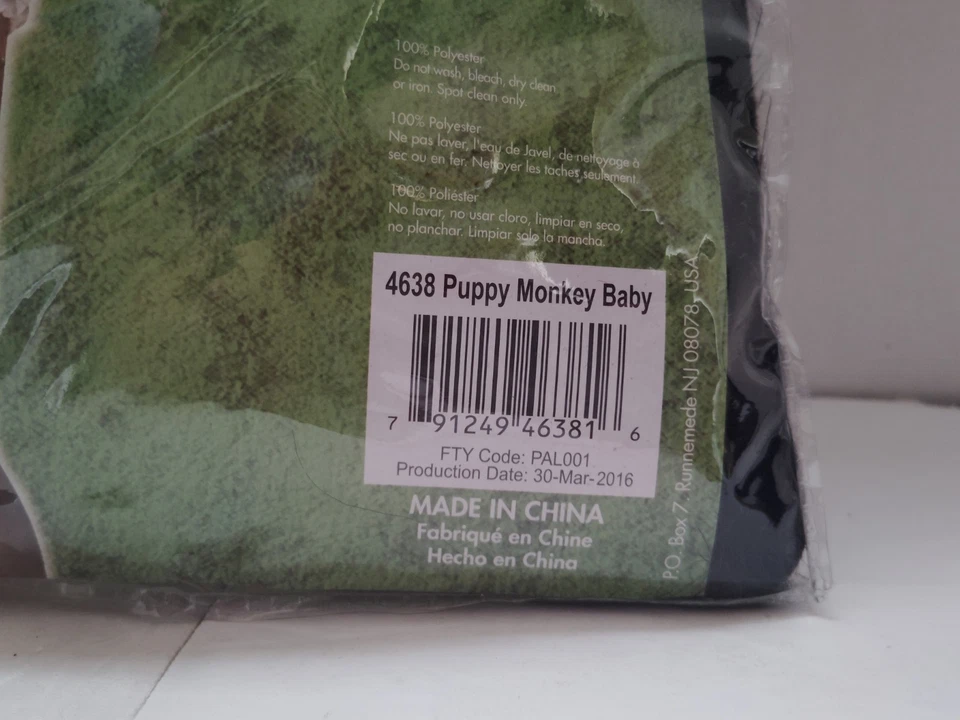 100% Polyester
Do not wash, bleach, dry clean,
or iron. Spot clean only.
100% Polyester
Ne pas laver, l'eau de Javel, de nettoyage à
sec ou en fer. Nettoyer les taches seulement.
100% Poliéster
No lavar, no usar cloro, limpiar en seco,
no planchar. Limpiar solo la mancha.
4638 Puppy Monkey Baby
7 91249 46381 6
FTY Code: PAL001
Production Date: 30-Mar-2016
MADE IN CHINA
Fabriqué en Chine
Hecho en China
P.O. Box 7, Runnemede NJ 08078, USA